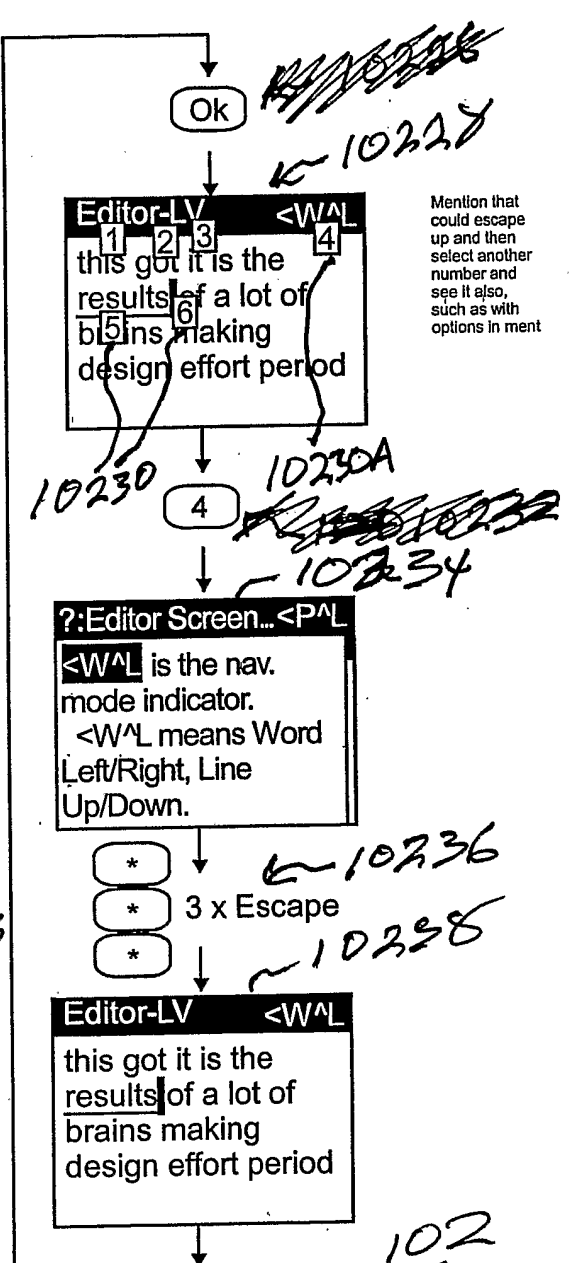 Ok
10228
Editor-LV <W^L
1 2 3 4
this got it is the
results of a lot of
5 6
brains making
design effort period
Mention that
could escape
up and then
select another
number and
see it also,
such as with
options in ment
10230
10230A
4
10232
10234
?:Editor Screen...<P^L
<W^L is the nav.
mode indicator.
<W^L means Word
Left/Right, Line
Up/Down.
10236
*
* 3 x Escape
*
10238
Editor-LV <W^L
this got it is the
results of a lot of
brains making
design effort period
102